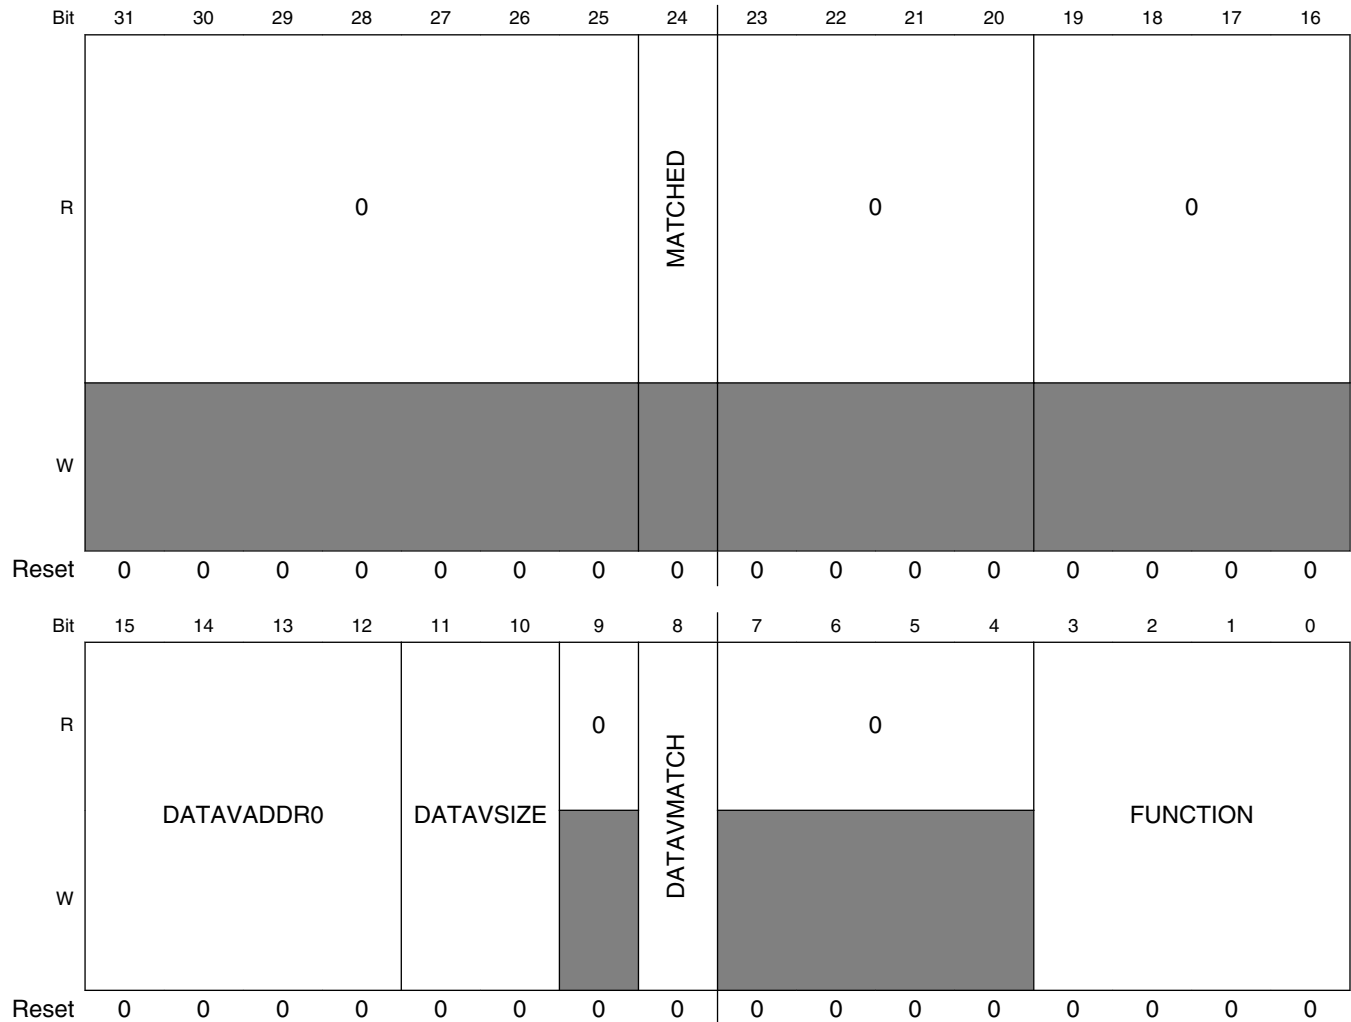 Bit 31 30 29 28 27 26 25 24 23 22 21 20 19 18 17 16
R 0 MATCHED 0 0
W
Reset 0 0 0 0 0 0 0 0 0 0 0 0 0 0 0 0
Bit 15 14 13 12 11 10 9 8 7 6 5 4 3 2 1 0
R 0 0
DATAVADDR0 DATAVSIZE DATAVMATCH FUNCTION
W
Reset 0 0 0 0 0 0 0 0 0 0 0 0 0 0 0 0